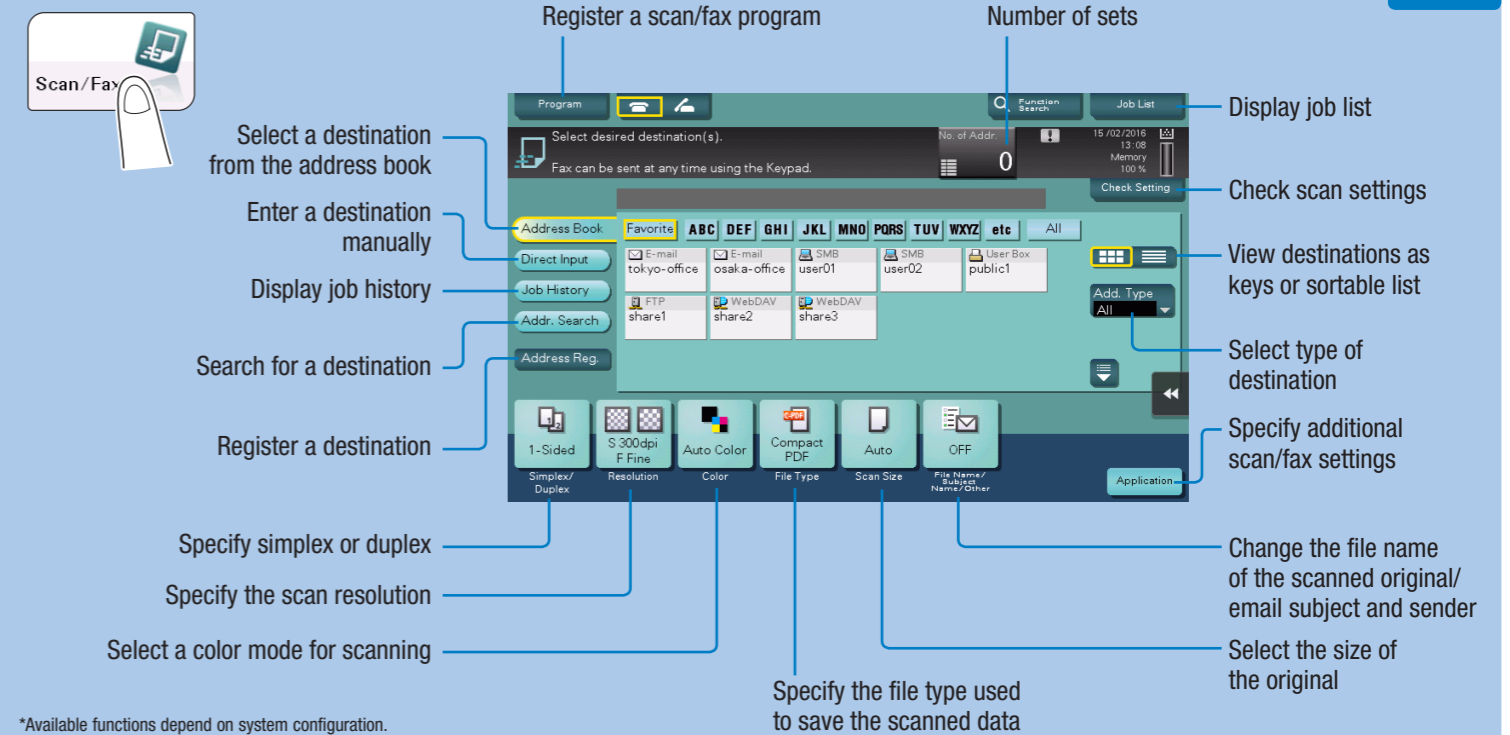 Register a scan/fax program
Number of sets
Scan/Fax
Program
Function
Search
Job List
Display job list
Select a destination
from the address book
Select desired destination(s).
Fax can be sent at any time using the Keypad.
No. of Addr.
0
15/02/2016
13:08
Memory
100 %
Check Setting
Check scan settings
Enter a destination
manually
Address Book
Favorite ABC DEF GHI JKL MNO PQRS TUV WXYZ etc All
Direct Input
E-mail
tokyo-office
E-mail
osaka-office
SMB
user01
SMB
user02
User Box
public1
View destinations as
keys or sortable list
Display job history
Job History
Add. Type
All
FTP
share1
WebDAV
share2
WebDAV
share3
Addr. Search
Search for a destination
Address Reg.
Select type of
destination
Register a destination
1-Sided
S 300dpi
F Fine
Auto Color
C-PDF
Compact
PDF
Auto
OFF
Simplex/
Duplex
Resolution
Color
File Type
Scan Size
File Name/
Subject
Name/Other
Application
Specify additional
scan/fax settings
Specify simplex or duplex
Specify the scan resolution
Select a color mode for scanning
Specify the file type used
to save the scanned data
Change the file name
of the scanned original/
email subject and sender
Select the size of
the original
*Available functions depend on system configuration.